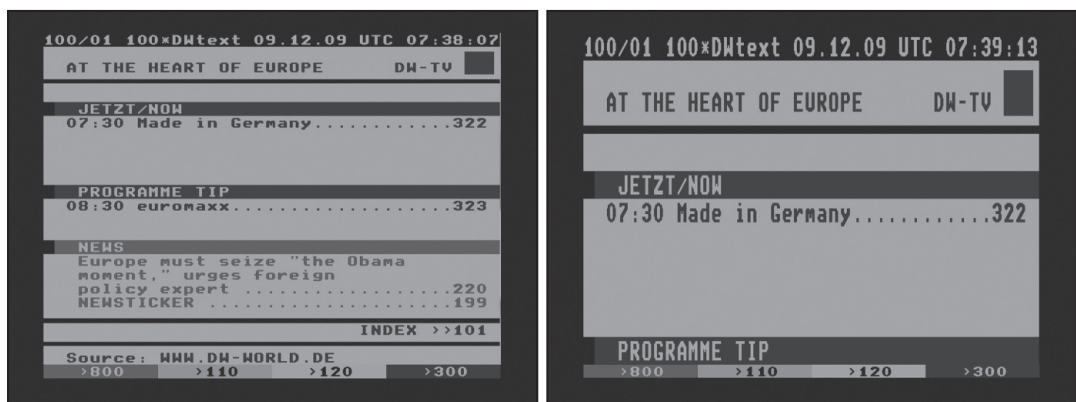 100/01 100*DWtext 09.12.09 UTC 07:38:07
AT THE HEART OF EUROPE DW-TV
JETZT/NOW
07:30 Made in Germany............322
PROGRAMME TIP
08:30 euromaxx...................323
NEWS
Europe must seize "the Obama
moment," urges foreign
policy expert ...................220
NEWSTICKER ......................199
INDEX >>101
Source: WWW.DW-WORLD.DE
>800 >110 >120 >300
100/01 100*DWtext 09.12.09 UTC 07:39:13
AT THE HEART OF EUROPE DW-TV
JETZT/NOW
07:30 Made in Germany............322
PROGRAMME TIP
>800 >110 >120 >300